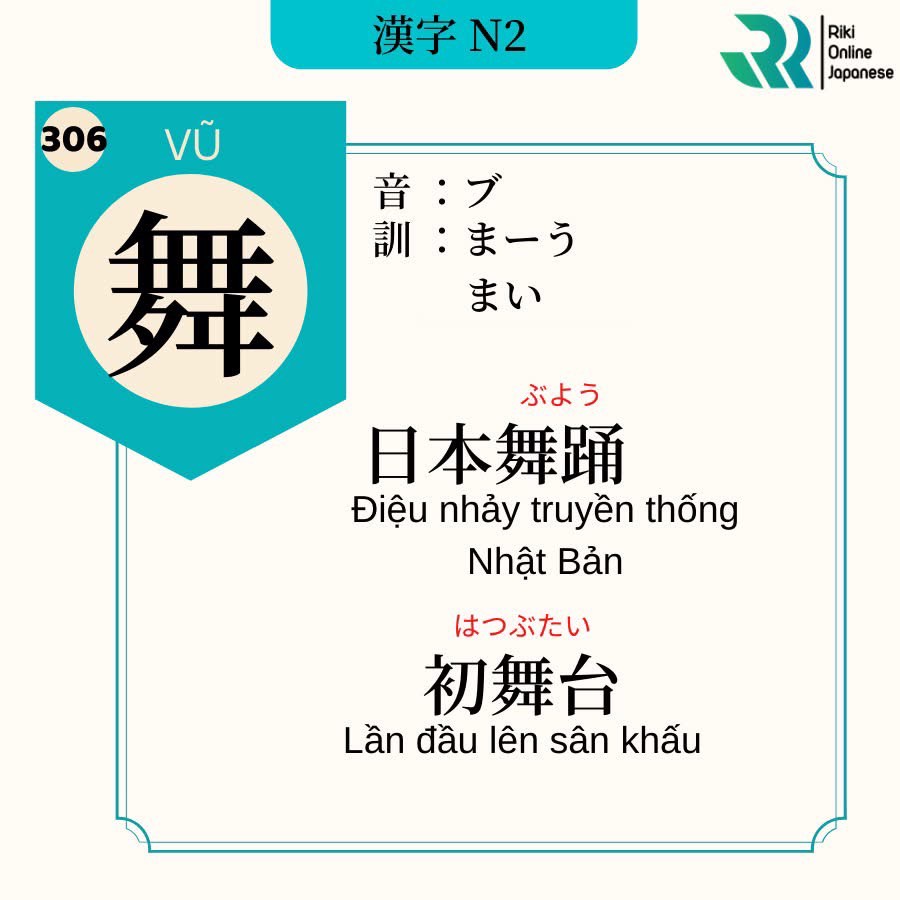 漢字 N2
Riki
Online
Japanese
306
VŨ
舞
音 ：ブ
訓 ：まーう
まい
ぶよう
日本舞踊
Điệu nhảy truyền thống
Nhật Bản
はつぶたい
初舞台
Lần đầu lên sân khấu